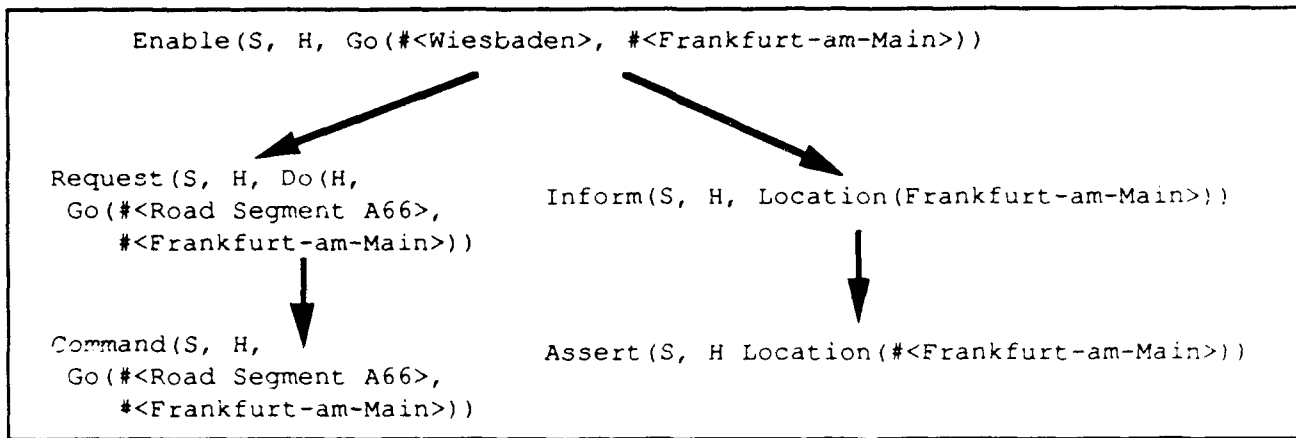 Enable(S, H, Go(#<Wiesbaden>, #<Frankfurt-am-Main>))
Request(S, H, Do(H,
Go(#<Road Segment A66>,
#<Frankfurt-am-Main>))
Inform(S, H, Location(Frankfurt-am-Main>))
Command(S, H,
Go(#<Road Segment A66>,
#<Frankfurt-am-Main>))
Assert(S, H Location(#<Frankfurt-am-Main>))